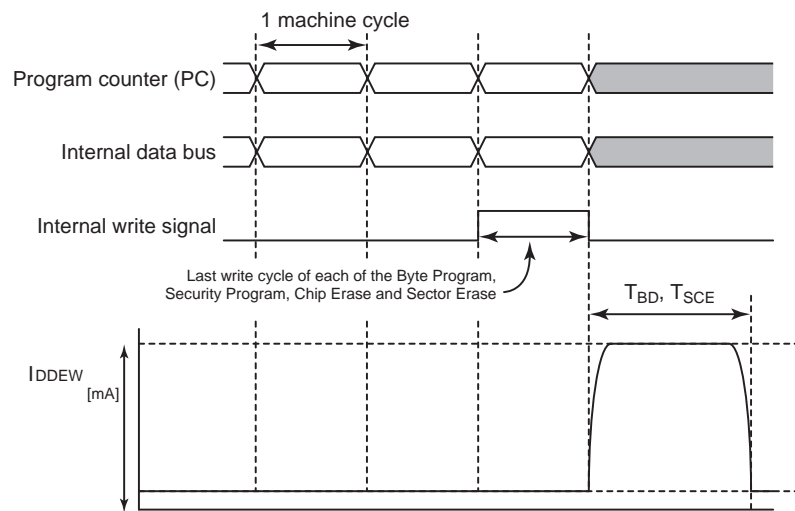 1 machine cycle
Program counter (PC)
Internal data bus
Internal write signal
Last write cycle of each of the Byte Program,
Security Program, Chip Erase and Sector Erase
TBD, TSCE
IDDEW
[mA]